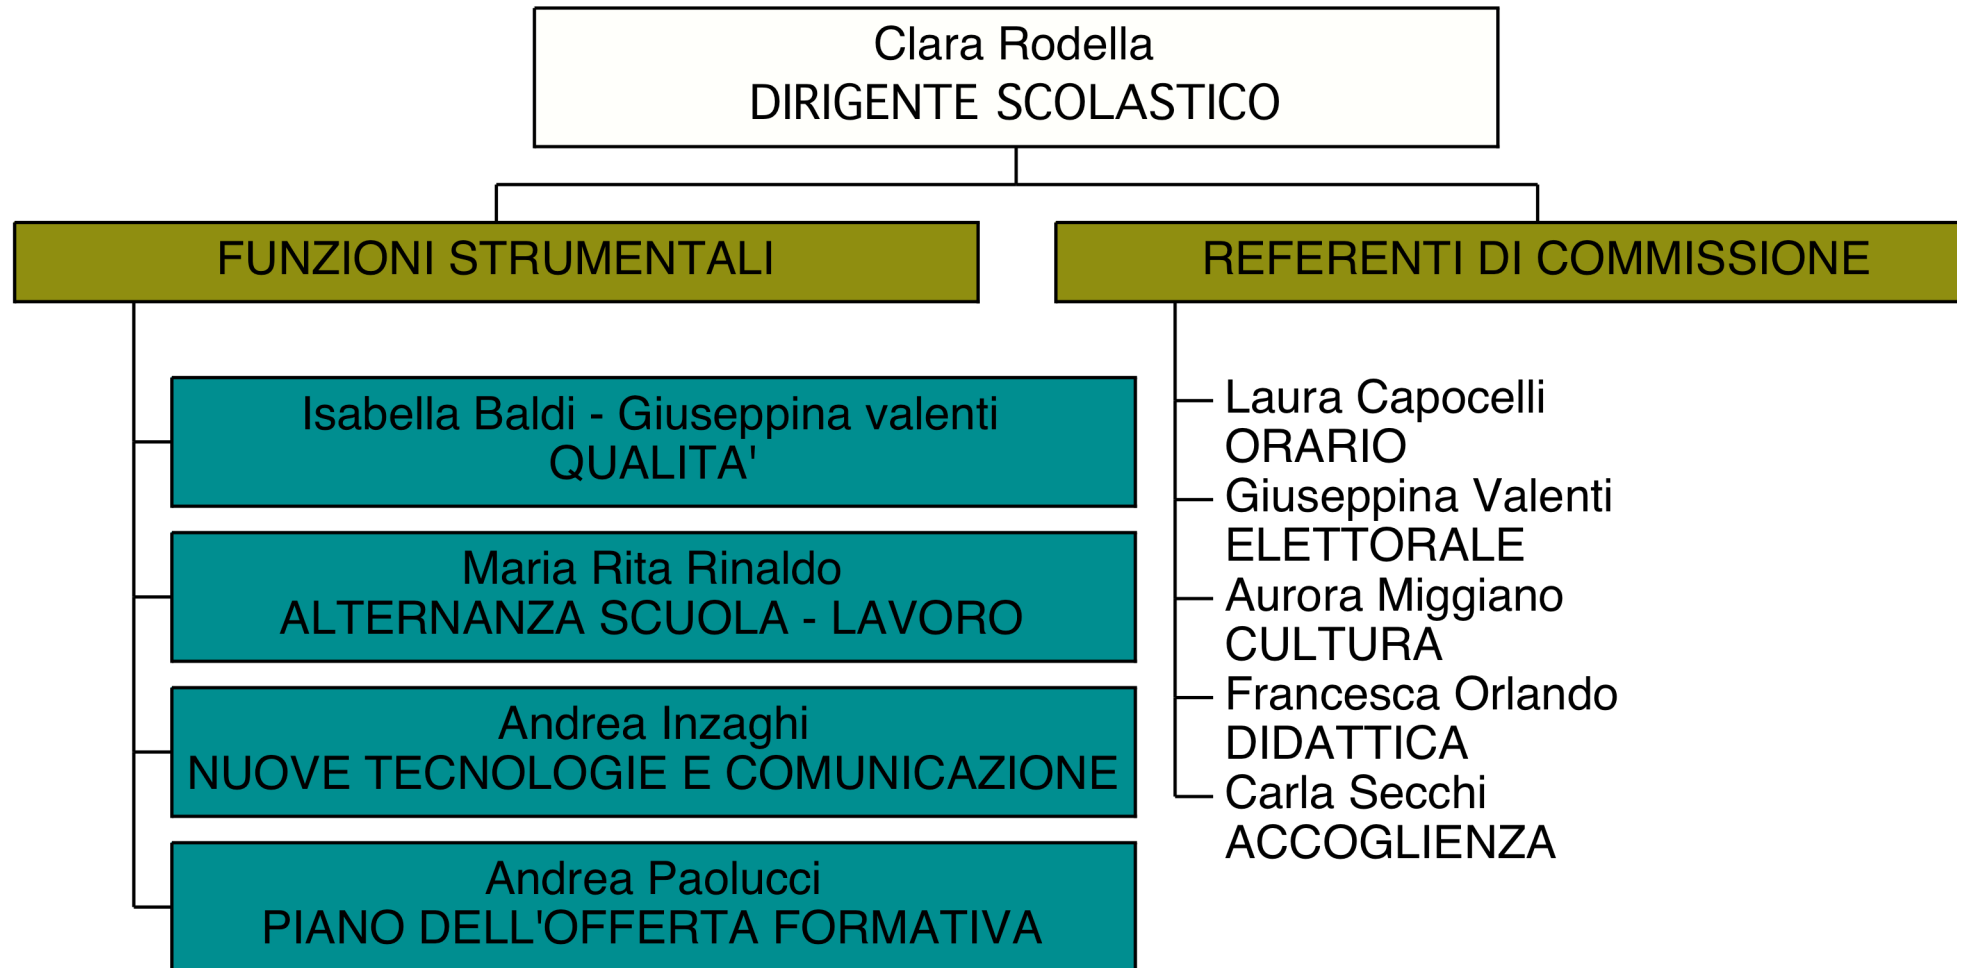 Clara Rodella
DIRIGENTE SCOLASTICO
FUNZIONI STRUMENTALI
REFERENTI DI COMMISSIONE
Isabella Baldi - Giuseppina valenti
QUALITA'
Maria Rita Rinaldo
ALTERNANZA SCUOLA - LAVORO
Andrea Inzaghi
NUOVE TECNOLOGIE E COMUNICAZIONE
Andrea Paolucci
PIANO DELL'OFFERTA FORMATIVA
Laura Capocelli
ORARIO
Giuseppina Valenti
ELETTORALE
Aurora Miggiano
CULTURA
Francesca Orlando
DIDATTICA
Carla Secchi
ACCOGLIENZA